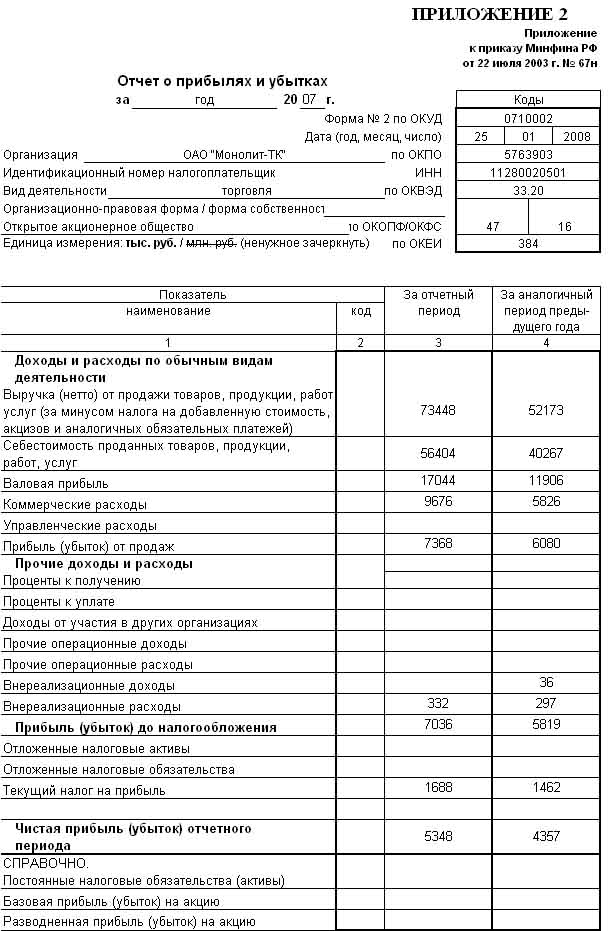 ПРИЛОЖЕНИЕ 2
Приложение
к приказу Минфина РФ
от 22 июля 2003 г. № 67н
Отчет о прибылях и убытках
за год 20 07 г.
Коды
Форма № 2 по ОКУД 0710002
Дата (год, месяц, число) 25 01 2008
Организация ОАО "Монолит-ТК" по ОКПО 5763903
Идентификационный номер налогоплательщик ИНН 11280020501
Вид деятельности торговля по ОКВЭД 33.20
Организационно-правовая форма / форма собственност
Открытое акционерное общество ю ОКОПФ/ОКФС 47 16
Единица измерения: тыс. руб. / млн. руб. (ненужное зачеркнуть) по ОКЕИ 384
Показатель За отчетный За аналогичный
наименование код период период преды-
дущего года
1 2 3 4
Доходы и расходы по обычным видам
деятельности
Выручка (нетто) от продажи товаров, продукции, работ
услуг (за минусом налога на добавленную стоимость, 73448 52173
акцизов и аналогичных обязательных платежей)
Себестоимость проданных товаров, продукции,
работ, услуг 56404 40267
Валовая прибыль 17044 11906
Коммерческие расходы 9676 5826
Управленческие расходы
Прибыль (убыток) от продаж 7368 6080
Прочие доходы и расходы
Проценты к получению
Проценты к уплате
Доходы от участия в других организациях
Прочие операционные доходы
Прочие операционные расходы
Внереализационные доходы 36
Внереализационные расходы 332 297
Прибыль (убыток) до налогообложения 7036 5819
Отложенные налоговые активы
Отложенные налоговые обязательства
Текущий налог на прибыль 1688 1462
Чистая прибыль (убыток) отчетного
периода 5348 4357
СПРАВОЧНО.
Постоянные налоговые обязательства (активы)
Базовая прибыль (убыток) на акцию
Разводненная прибыль (убыток) на акцию